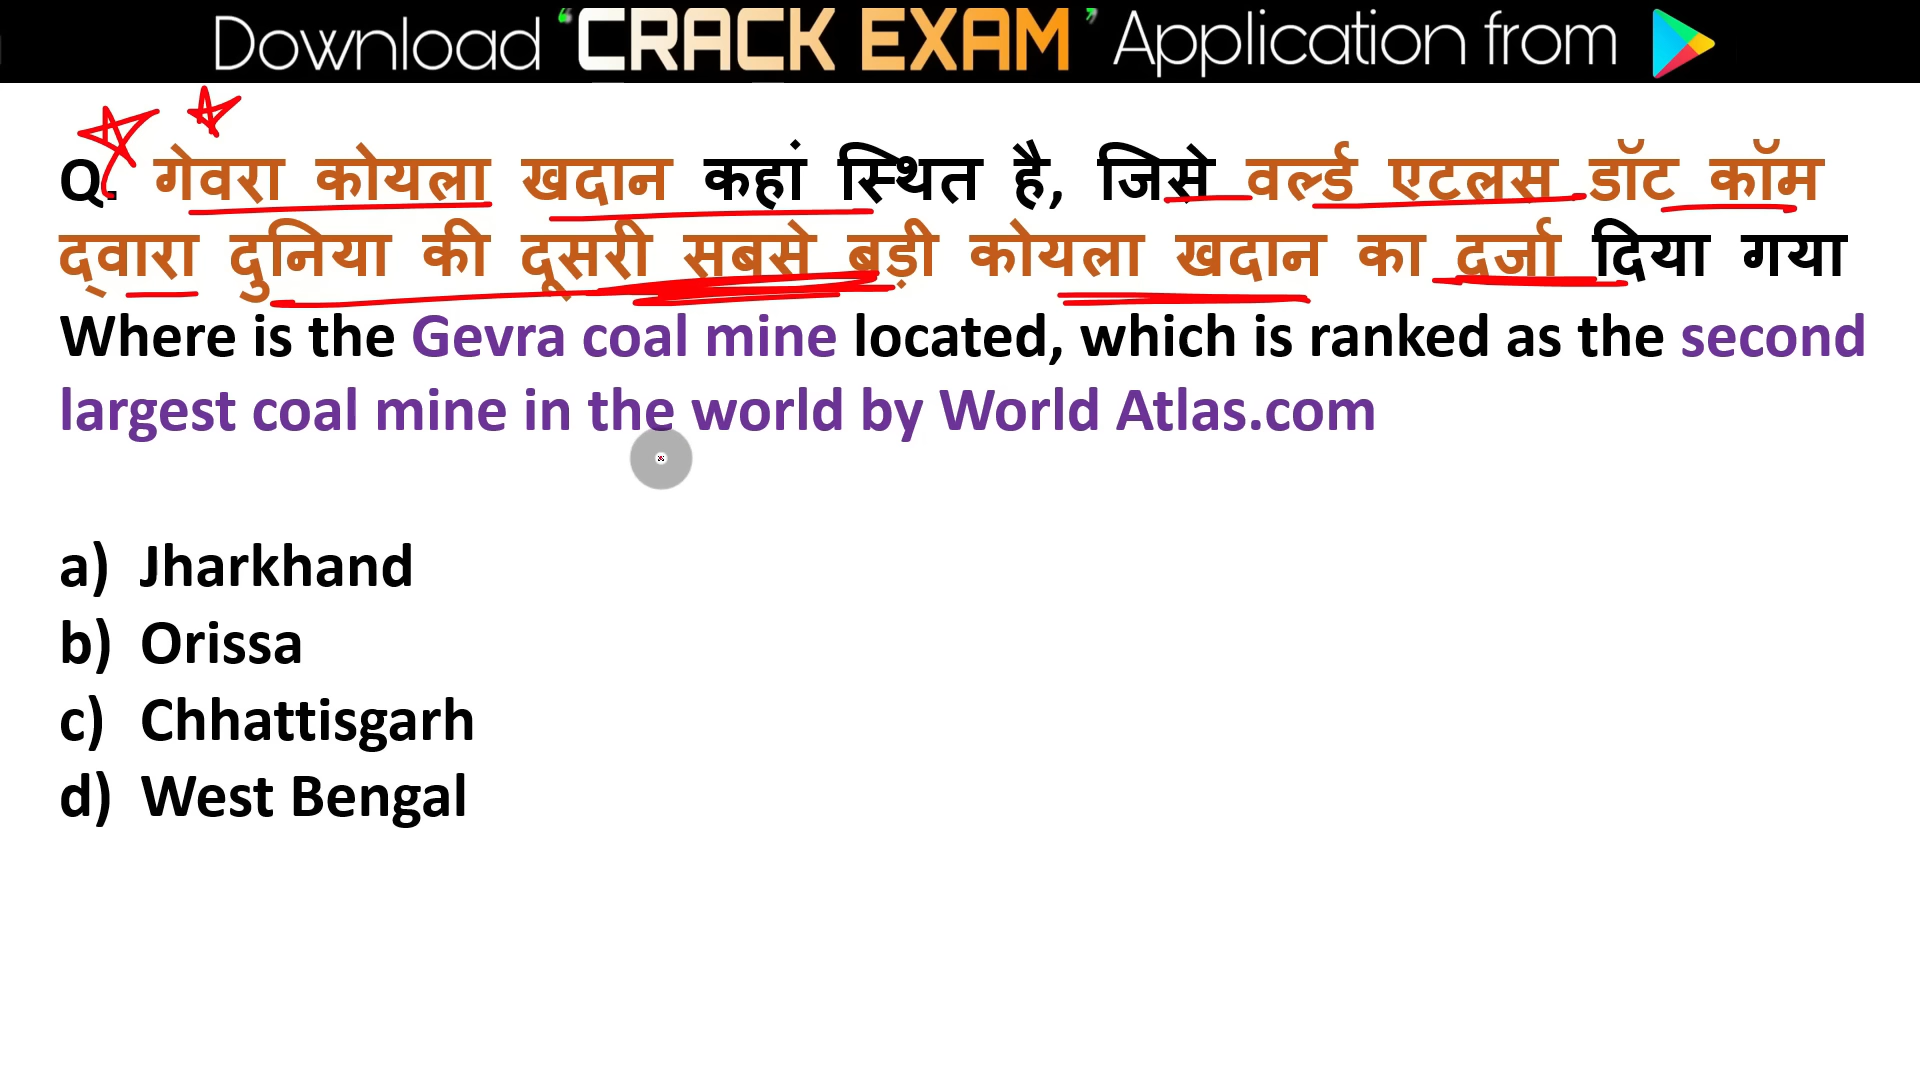 Download ‘CRACK EXAM’ Application from
Q. गेवरा कोयला खदान कहां स्थित है, जिसे वर्ल्ड एटलस डॉट कॉम
द्वारा दुनिया की दूसरी सबसे बड़ी कोयला खदान का दर्जा दिया गया
Where is the Gevra coal mine located, which is ranked as the second
largest coal mine in the world by World Atlas.com
a) Jharkhand
b) Orissa
c) Chhattisgarh
d) West Bengal